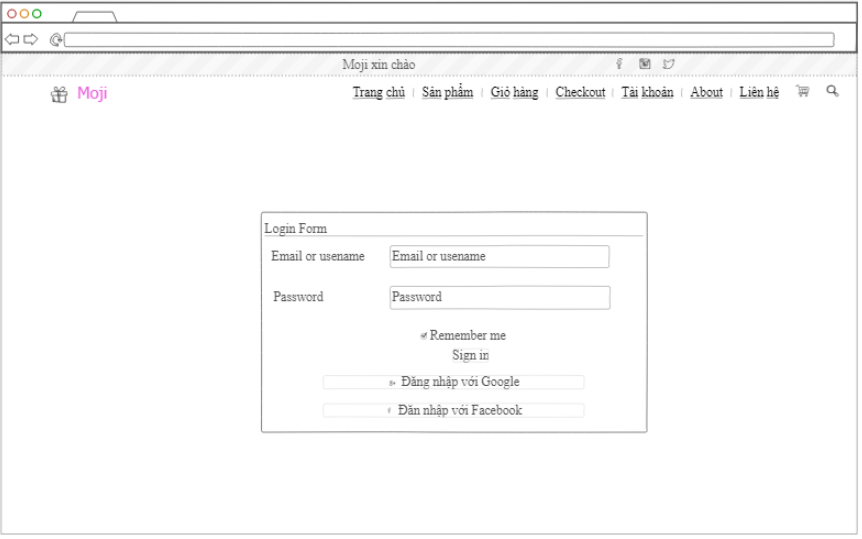 Moji xin chào
Moji
Trang chủ Sản phẩm Giỏ hàng Checkout Tài khoản About Liên hệ
Login Form
Email or usename Email or usename
Password Password
Remember me
Sign in
Đăng nhập với Google
Đăn nhập với Facebook